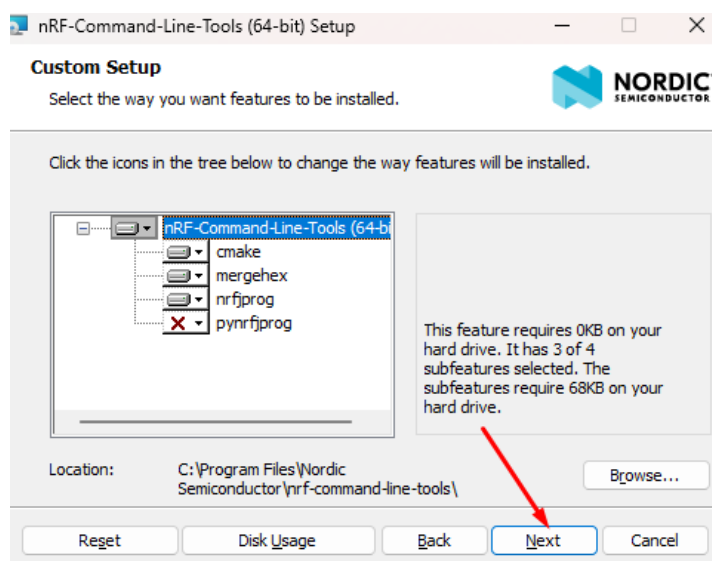 nRF-Command-Line-Tools (64-bit) Setup
Custom Setup
Select the way you want features to be installed.
NORDIC
SEMICONDUCTOR
Click the icons in the tree below to change the way features will be installed.
nRF-Command-Line-Tools (64-bi
cmake
mergehex
nrfjprog
pynrfjprog
This feature requires 0KB on your
hard drive. It has 3 of 4
subfeatures selected. The
subfeatures require 68KB on your
hard drive.
Location:
C:\Program Files\Nordic
Semiconductor\nrf-command-line-tools\
Browse...
Reset Disk Usage Back Next Cancel